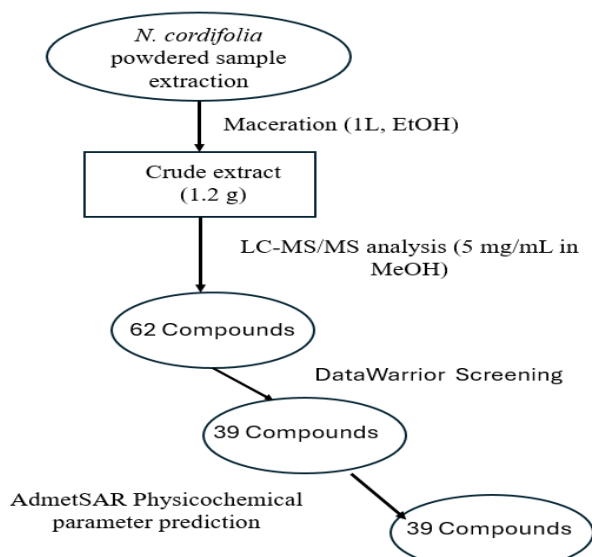 N. cordifolia
powdered sample
extraction
Maceration (1L, EtOH)
Crude extract
(1.2 g)
LC-MS/MS analysis (5 mg/mL in
MeOH)
62 Compounds
DataWarrior Screening
39 Compounds
AdmetSAR Physicochemical
parameter prediction
39 Compounds